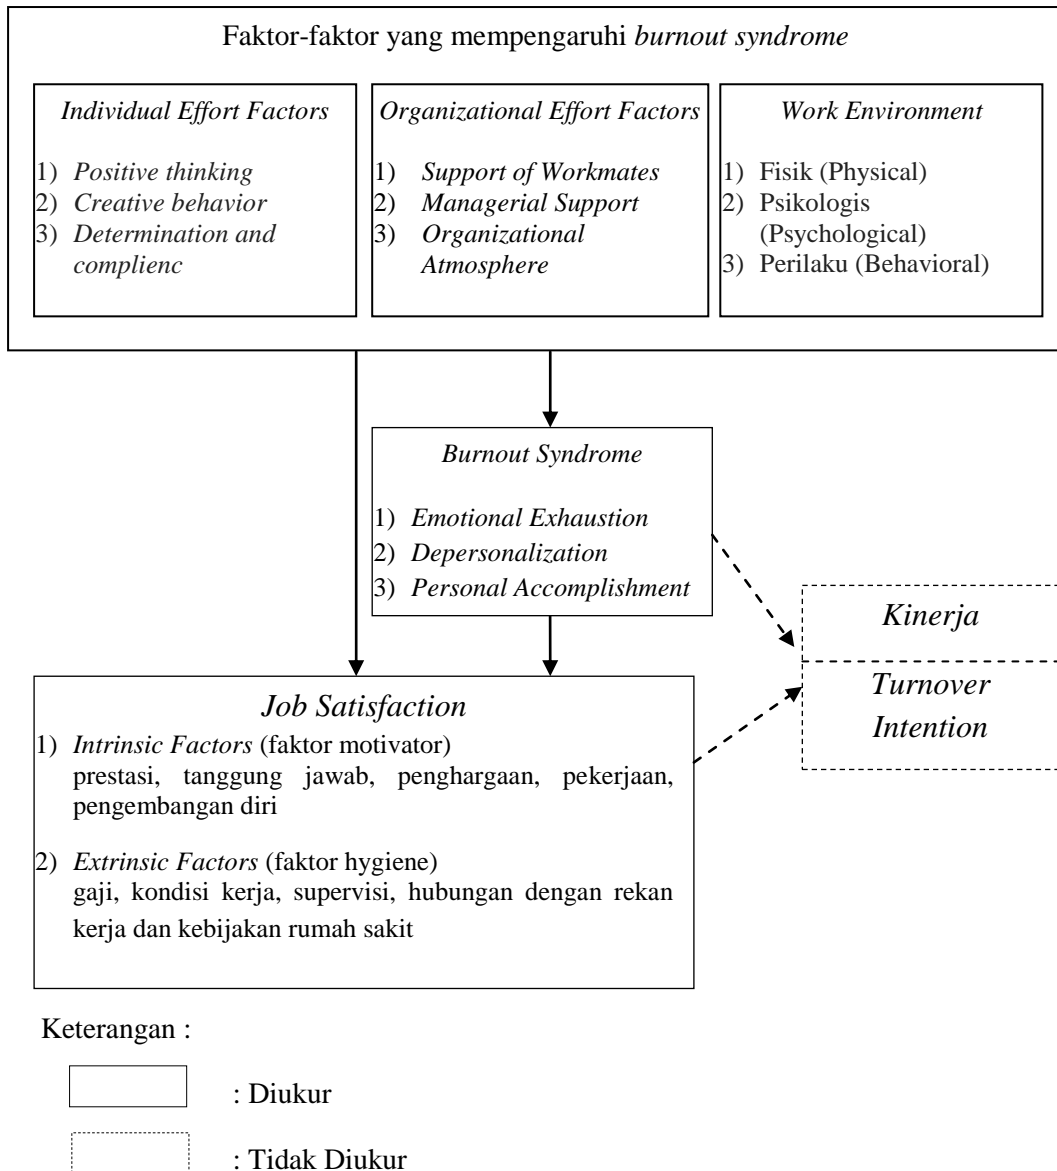 Faktor-faktor yang mempengaruhi burnout syndrome
Individual Effort Factors
1) Positive thinking
2) Creative behavior
3) Determination and
complienc
Organizational Effort Factors
1) Support of Workmates
2) Managerial Support
3) Organizational
Atmosphere
Work Environment
1) Fisik (Physical)
2) Psikologis
(Psychological)
3) Perilaku (Behavioral)
Burnout Syndrome
1) Emotional Exhaustion
2) Depersonalization
3) Personal Accomplishment
Kinerja
Turnover
Intention
Job Satisfaction
1) Intrinsic Factors (faktor motivator)
prestasi, tanggung jawab, penghargaan, pekerjaan,
pengembangan diri
2) Extrinsic Factors (faktor hygiene)
gaji, kondisi kerja, supervisi, hubungan dengan rekan
kerja dan kebijakan rumah sakit
Keterangan :
: Diukur
: Tidak Diukur